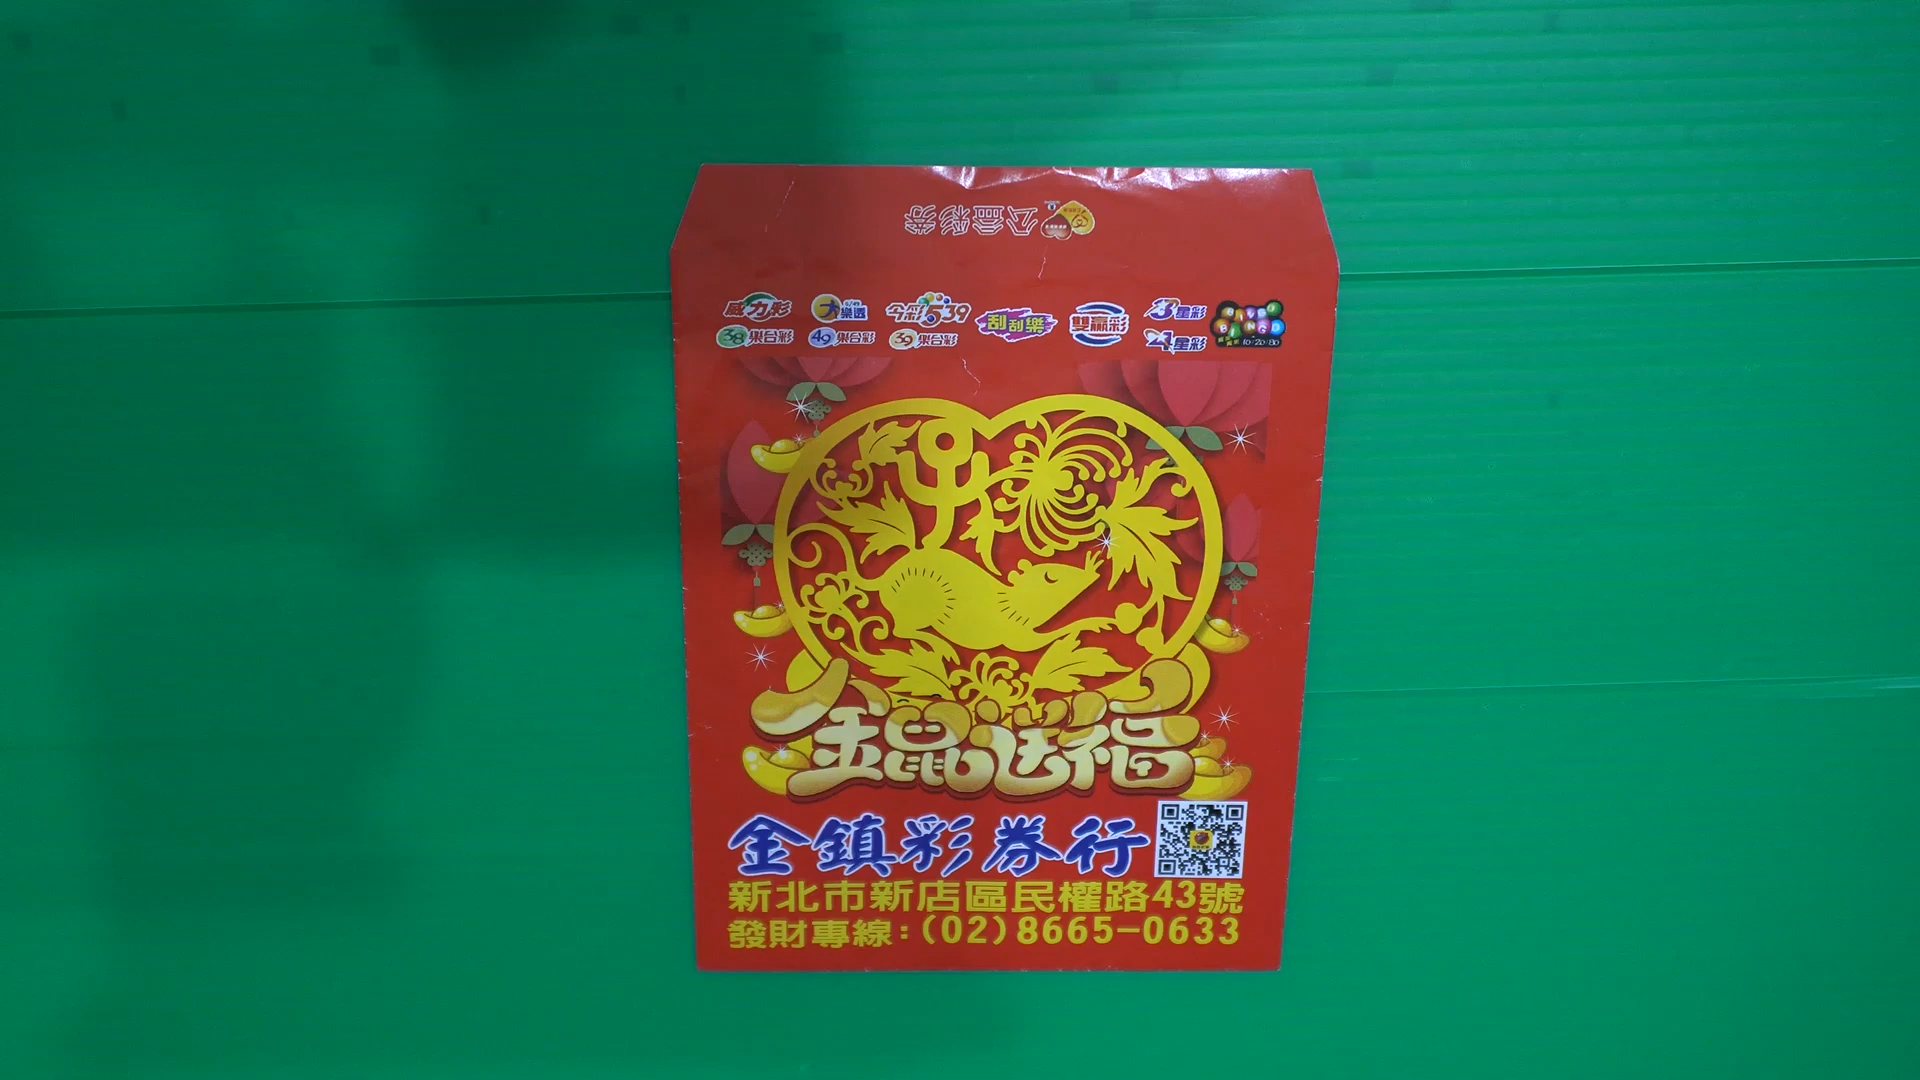 公益彩券
威力彩 大樂透 今彩539 刮刮樂 雙贏彩 3星彩 BINGO BINGO
38樂合彩 49樂合彩 39樂合彩 4星彩
金鼠送福
金鎮彩券行
新北市新店區民權路43號
發財專線:(02)8665-0633